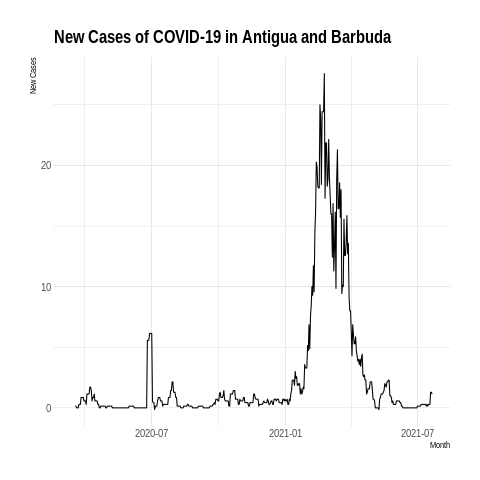 New Cases of COVID-19 in Antigua and Barbuda
New Cases
20
10
0
2020-07
2021-01
2021-07
Month